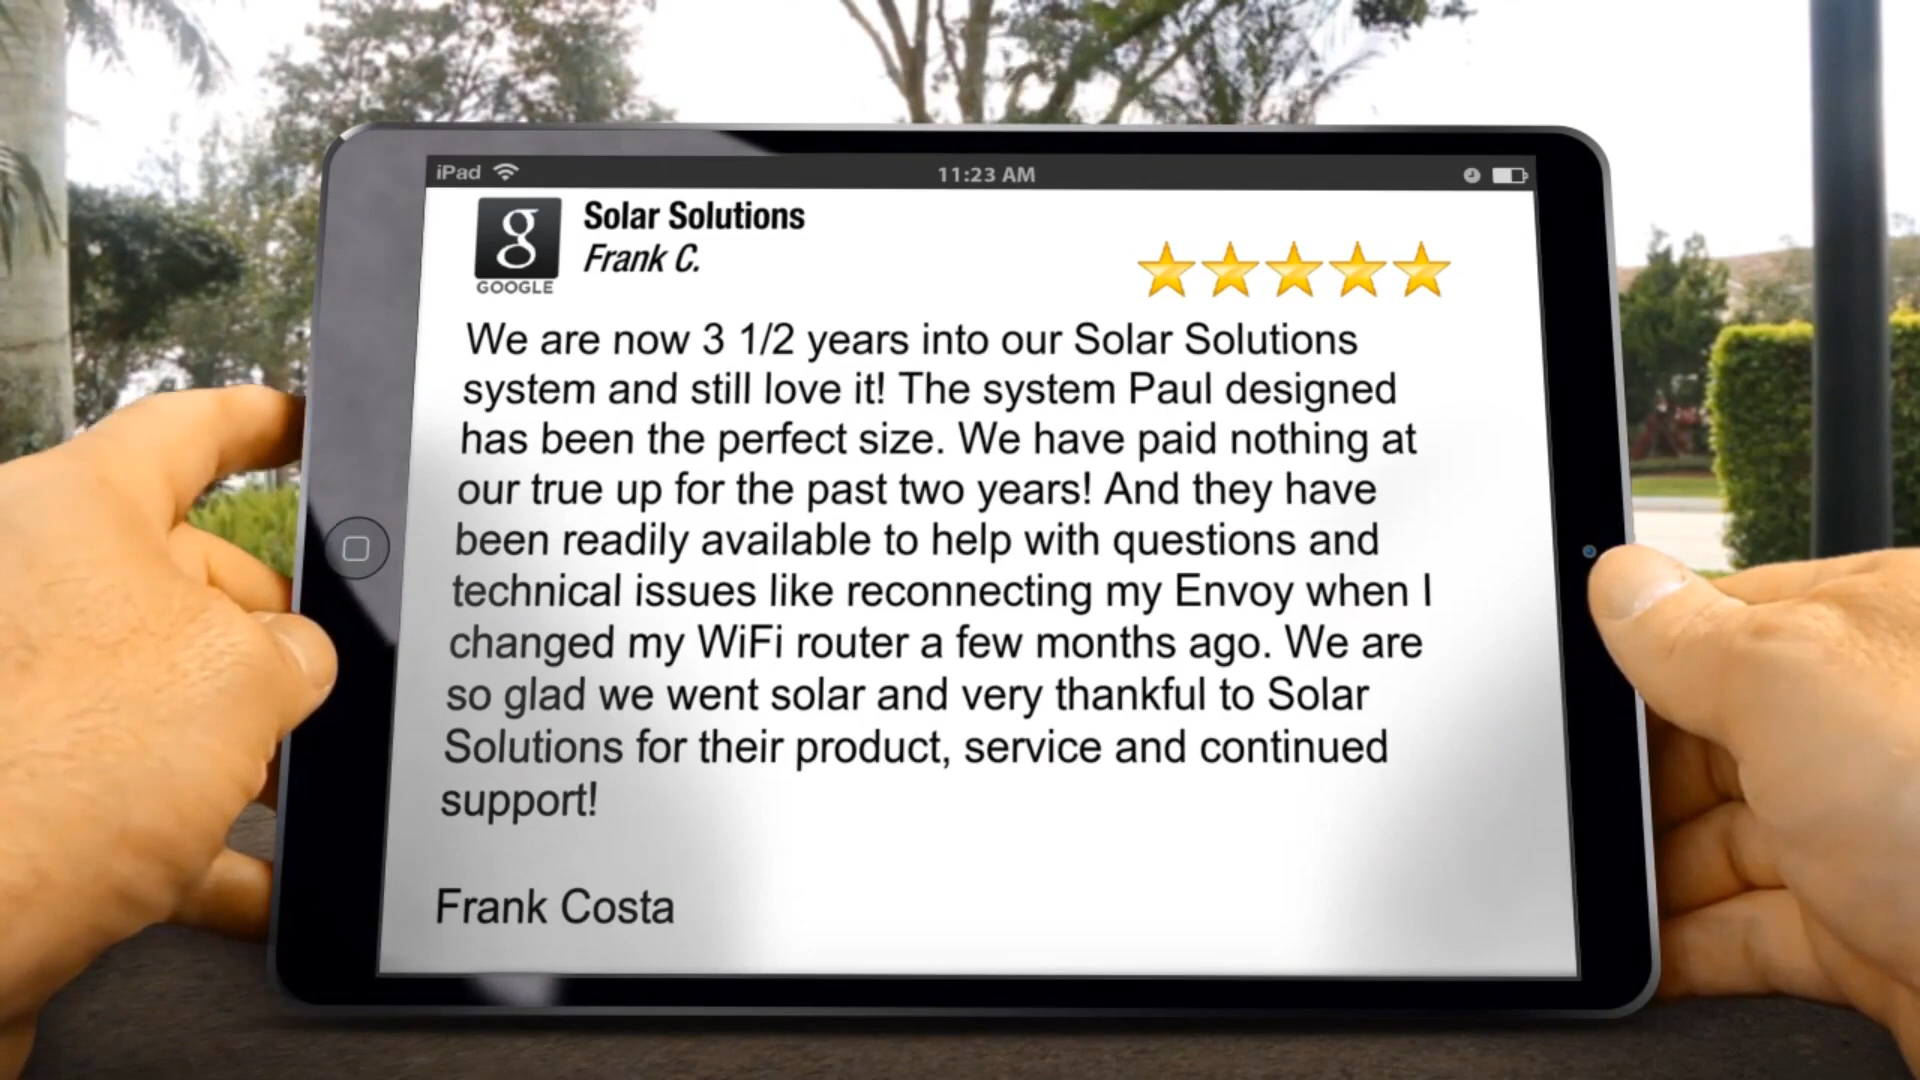 iPad
11:23 AM
g
GOOGLE
Solar Solutions
Frank C.
We are now 3 1/2 years into our Solar Solutions
system and still love it! The system Paul designed
has been the perfect size. We have paid nothing at
our true up for the past two years! And they have
been readily available to help with questions and
technical issues like reconnecting my Envoy when I
changed my WiFi router a few months ago. We are
so glad we went solar and very thankful to Solar
Solutions for their product, service and continued
support!
Frank Costa